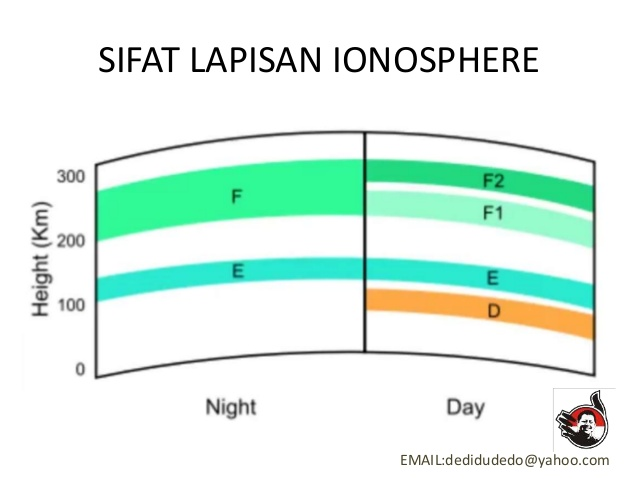 SIFAT LAPISAN IONOSPHERE
Height (Km)
300
200
100
0
F
E
F2
F1
E
D
Night
Day
EMAIL:dedidudedo@yahoo.com